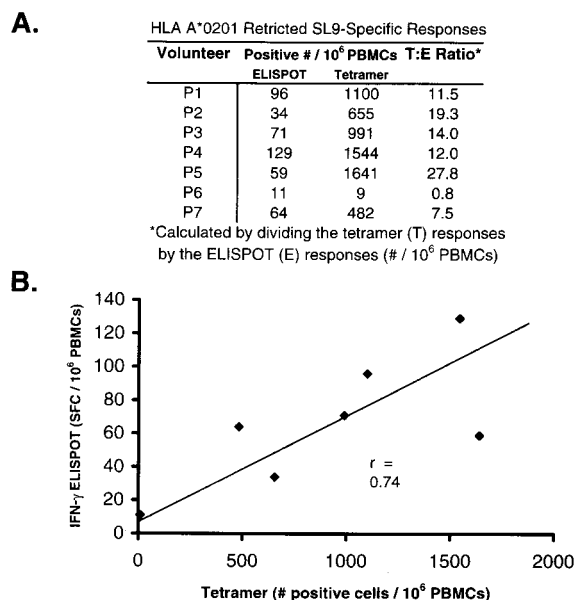 A.
HLA A*0201 Retricted SL9-Specific Responses
Volunteer Positive # / 10⁶ PBMCs T:E Ratio*
ELISPOT Tetramer
P1 96 1100 11.5
P2 34 655 19.3
P3 71 991 14.0
P4 129 1544 12.0
P5 59 1641 27.8
P6 11 9 0.8
P7 64 482 7.5
*Calculated by dividing the tetramer (T) responses
by the ELISPOT (E) responses (# / 10⁶ PBMCs)
B.
IFN-γ ELISPOT (SFC / 10⁶ PBMCs)
140
120
100
80
60
40
20
0
r =
0.74
0 500 1000 1500 2000
Tetramer (# positive cells / 10⁶ PBMCs)